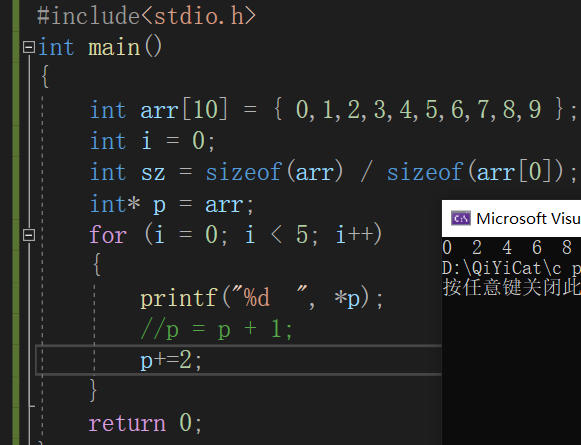 #include<stdio.h>
int main()
{
int arr[10] = { 0,1,2,3,4,5,6,7,8,9 };
int i = 0;
int sz = sizeof(arr) / sizeof(arr[0]);
int* p = arr;
for (i = 0; i < 5; i++)
{
printf("%d  ", *p);
//p = p + 1;
p+=2;
}
return 0;
Microsoft Visu
0  2  4  6  8
D:\QiYiCat\c p
按任意键关闭此